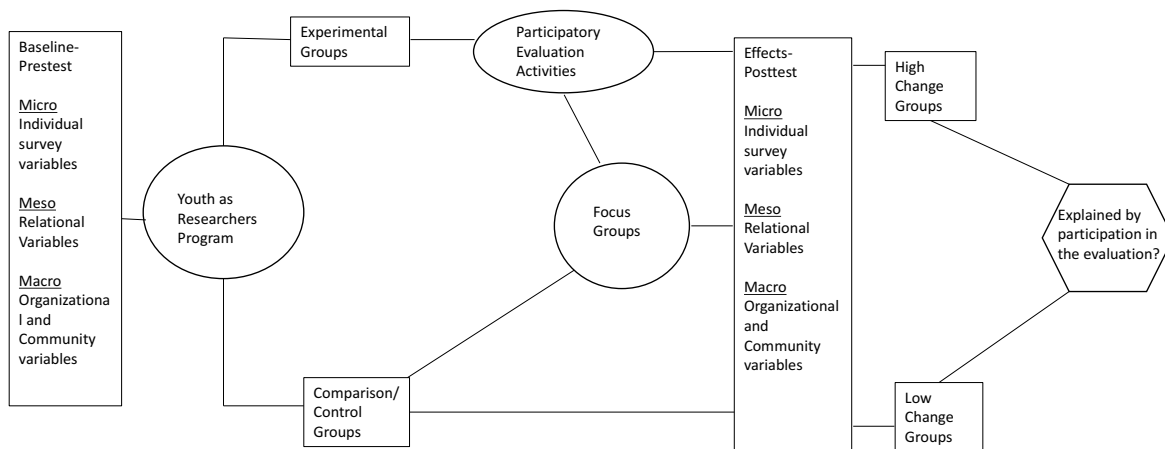 Baseline-
Prestest
Micro
Individual
survey
variables
Meso
Relational
Variables
Macro
Organizationa
l and
Community
variables
Youth as
Researchers
Program
Experimental
Groups
Participatory
Evaluation
Activities
Focus
Groups
Comparison/
Control
Groups
Effects-
Posttest
Micro
Individual
survey
variables
Meso
Relational
Variables
Macro
Organizational
and
Community
variables
High
Change
Groups
Low
Change
Groups
Explained by
participation in
the evaluation?